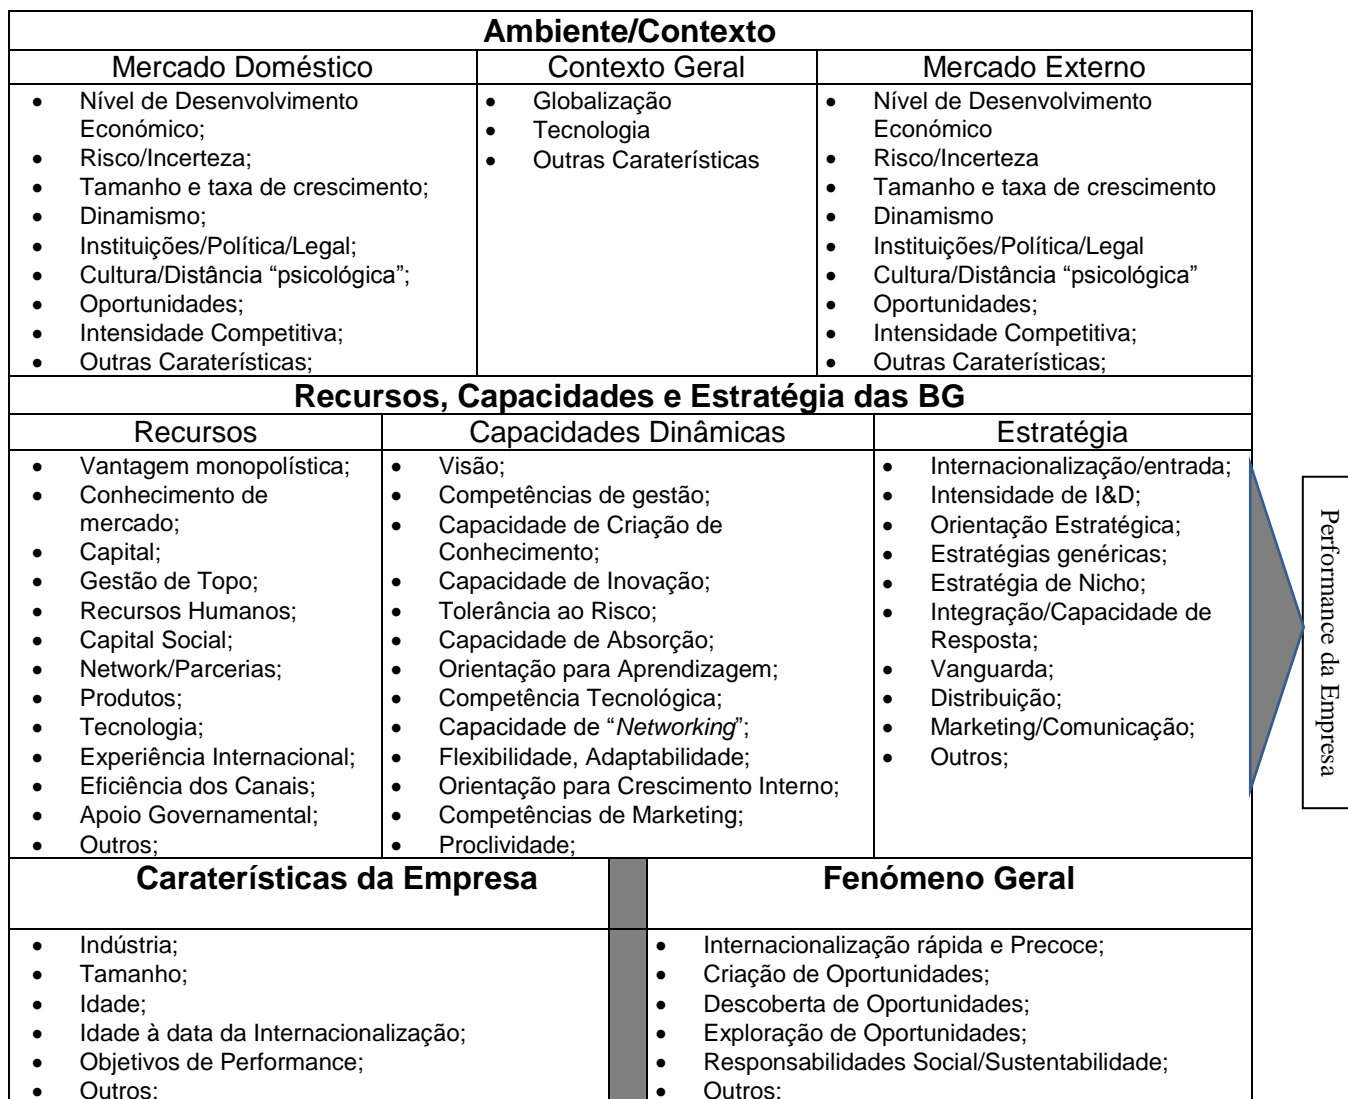 Ambiente/Contexto
Mercado Doméstico
• Nível de Desenvolvimento
Económico;
• Risco/Incerteza;
• Tamanho e taxa de crescimento;
• Dinamismo;
• Instituições/Política/Legal;
• Cultura/Distância “psicológica”;
• Oportunidades;
• Intensidade Competitiva;
• Outras Caraterísticas;
Contexto Geral
• Globalização
• Tecnologia
• Outras Caraterísticas
Mercado Externo
• Nível de Desenvolvimento
Económico
• Risco/Incerteza
• Tamanho e taxa de crescimento
• Dinamismo
• Instituições/Política/Legal
• Cultura/Distância “psicológica”
• Oportunidades;
• Intensidade Competitiva;
• Outras Caraterísticas;
Recursos, Capacidades e Estratégia das BG
Recursos
• Vantagem monopolística;
• Conhecimento de
mercado;
• Capital;
• Gestão de Topo;
• Recursos Humanos;
• Capital Social;
• Network/Parcerias;
• Produtos;
• Tecnologia;
• Experiência Internacional;
• Eficiência dos Canais;
• Apoio Governamental;
• Outros;
Capacidades Dinâmicas
• Visão;
• Competências de gestão;
• Capacidade de Criação de
Conhecimento;
• Capacidade de Inovação;
• Tolerância ao Risco;
• Capacidade de Absorção;
• Orientação para Aprendizagem;
• Competência Tecnológica;
• Capacidade de “Networking”;
• Flexibilidade, Adaptabilidade;
• Orientação para Crescimento Interno;
• Competências de Marketing;
• Proclividade;
Estratégia
• Internacionalização/entrada;
• Intensidade de I&D;
• Orientação Estratégica;
• Estratégias genéricas;
• Estratégia de Nicho;
• Integração/Capacidade de
Resposta;
• Vanguarda;
• Distribuição;
• Marketing/Comunicação;
• Outros;
Performance da Empresa
Caraterísticas da Empresa
• Indústria;
• Tamanho;
• Idade;
• Idade à data da Internacionalização;
• Objetivos de Performance;
• Outros;
Fenómeno Geral
• Internacionalização rápida e Precoce;
• Criação de Oportunidades;
• Descoberta de Oportunidades;
• Exploração de Oportunidades;
• Responsabilidades Social/Sustentabilidade;
• Outros;